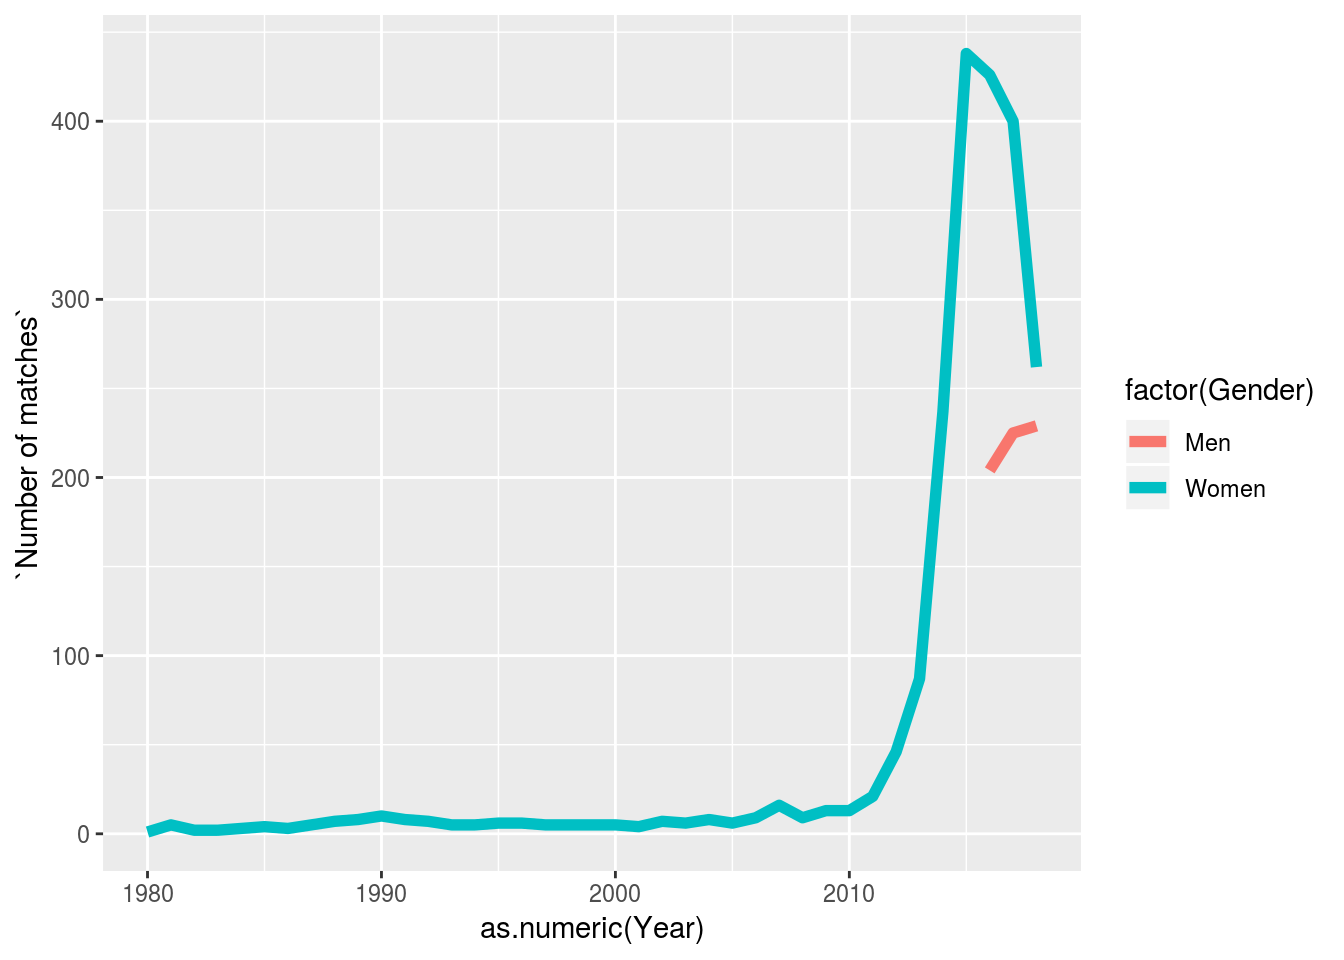 `Number of matches`
400
300
200
100
0
1980
1990
2000
2010
as.numeric(Year)
factor(Gender)
Men
Women